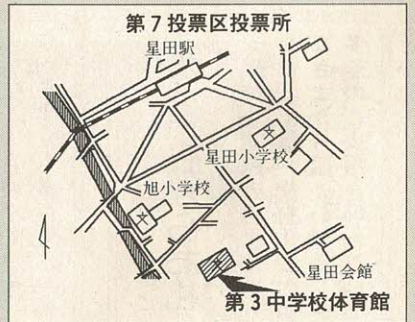 第7投票区投票所
星田駅
星田小学校
旭小学校
星田会館
第3中学校体育館